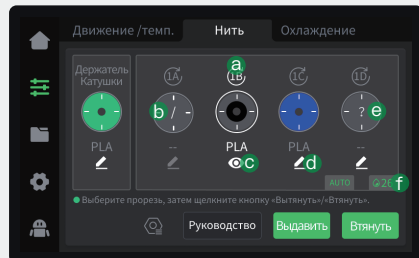 Движение /темп.
Нить
Охлаждение
Держатель
Катушки
PLA
1A
1B
1C
1D
a
b
/
--
PLA
c
PLA
d
?
e
--
AUTO
f
Выберите прорезь, затем щелкните кнопку «Вытянуть»/«Втянуть».
Руководство
Выдавить
Втянуть